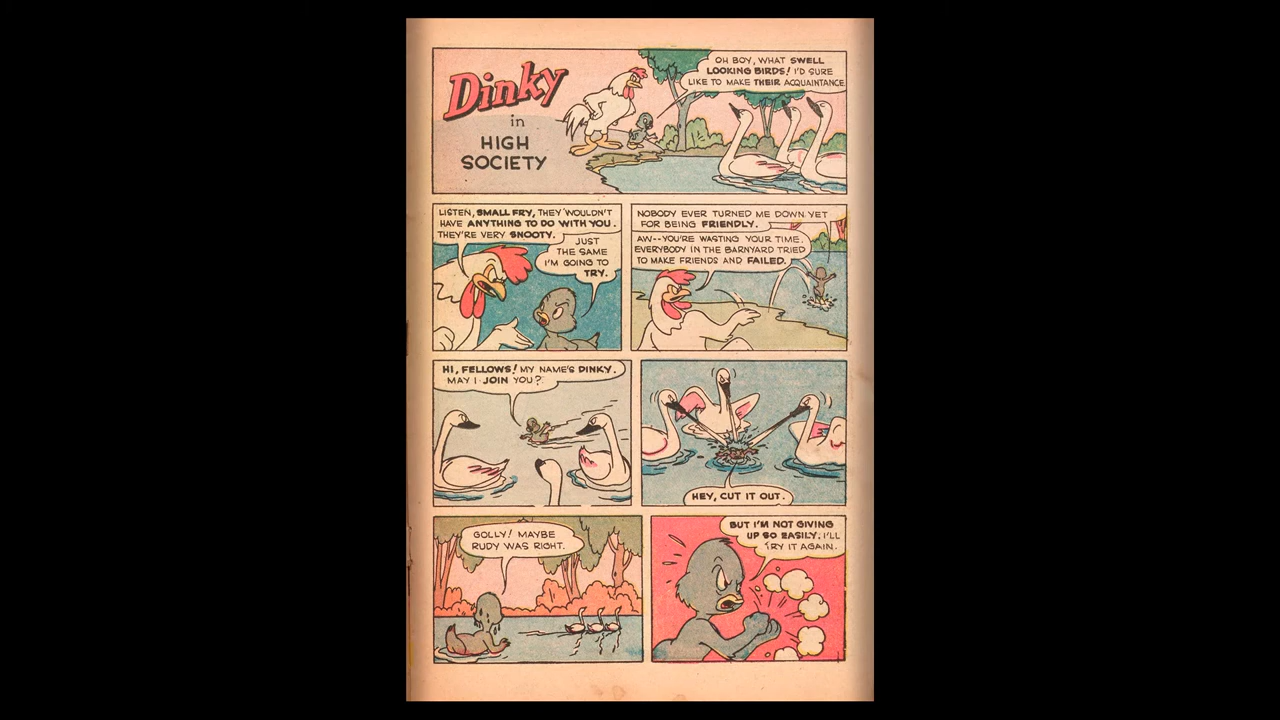 Dinky
in
HIGH
SOCIETY
OH BOY, WHAT SWELL
LOOKING BIRDS! I'D SURE
LIKE TO MAKE THEIR ACQUAINTANCE.
LISTEN, SMALL FRY, THEY WOULDN'T
HAVE ANYTHING TO DO WITH YOU.
THEY'RE VERY SNOOTY.
JUST
THE SAME
I'M GOING TO
TRY.
NOBODY EVER TURNED ME DOWN YET
FOR BEING FRIENDLY.
AW--YOU'RE WASTING YOUR TIME.
EVERYBODY IN THE BARNYARD TRIED
TO MAKE FRIENDS AND FAILED.
HI, FELLOWS! MY NAME'S DINKY.
MAY I JOIN YOU?
HEY, CUT IT OUT.
GOLLY! MAYBE
RUDY WAS RIGHT.
BUT I'M NOT GIVING
UP SO EASILY. I'LL
TRY IT AGAIN.